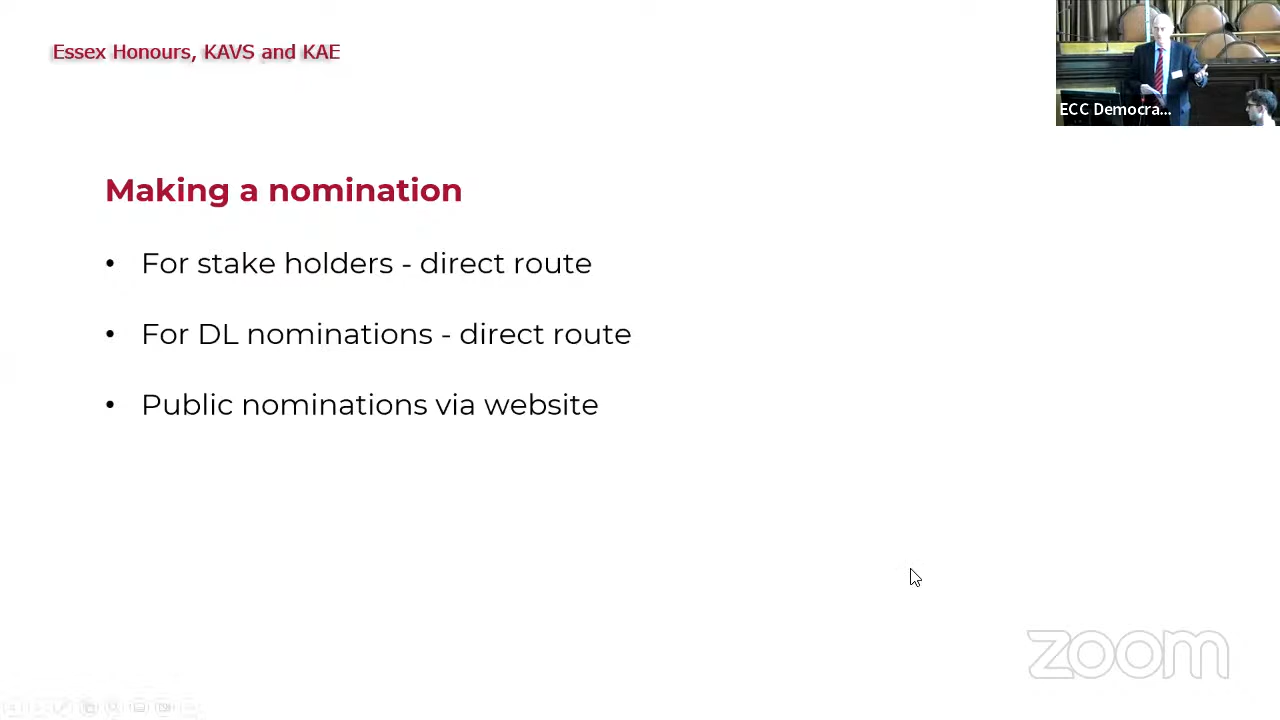 Essex Honours, KAVS and KAE
ECC Democra...
Making a nomination
• For stake holders - direct route
• For DL nominations - direct route
• Public nominations via website
zoom